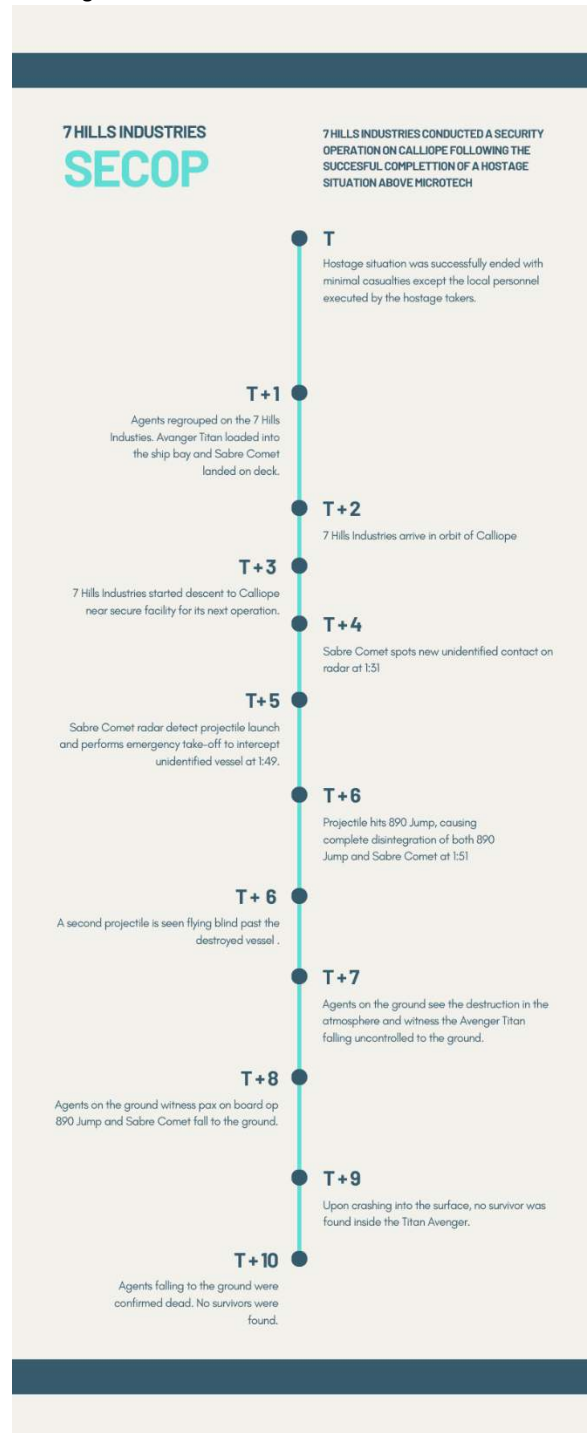 7 HILLS INDUSTRIES
SECOP
7 HILLS INDUSTRIES CONDUCTED A SECURITY
OPERATION ON CALLIOPE FOLLOWING THE
SUCCESFUL COMPLETTION OF A HOSTAGE
SITUATION ABOVE MICROTECH
T
Hostage situation was successfully ended with
minimal casualties except the local personnel
executed by the hostage takers.
T+1
Agents regrouped on the 7 Hills
Industies. Avanger Titan loaded into
the ship bay and Sabre Comet
landed on deck.
T+2
7 Hills Industries arrive in orbit of Calliope
T+3
7 Hills Industries started descent to Calliope
near secure facility for its next operation.
T+4
Sabre Comet spots new unidentified contact on
radar at 1:31
T+5
Sabre Comet radar detect projectile launch
and performs emergency take-off to intercept
unidentified vessel at 1:49.
T+6
Projectile hits 890 Jump, causing
complete disintegration of both 890
Jump and Sabre Comet at 1:51
T+ 6
A second projectile is seen flying blind past the
destroyed vessel .
T+7
Agents on the ground see the destruction in the
atmosphere and witness the Avenger Titan
falling uncontrolled to the ground.
T+8
Agents on the ground witness pax on board op
890 Jump and Sabre Comet fall to the ground.
T+9
Upon crashing into the surface, no survivor was
found inside the Titan Avenger.
T+10
Agents falling to the ground were
confirmed dead. No survivors were
found.